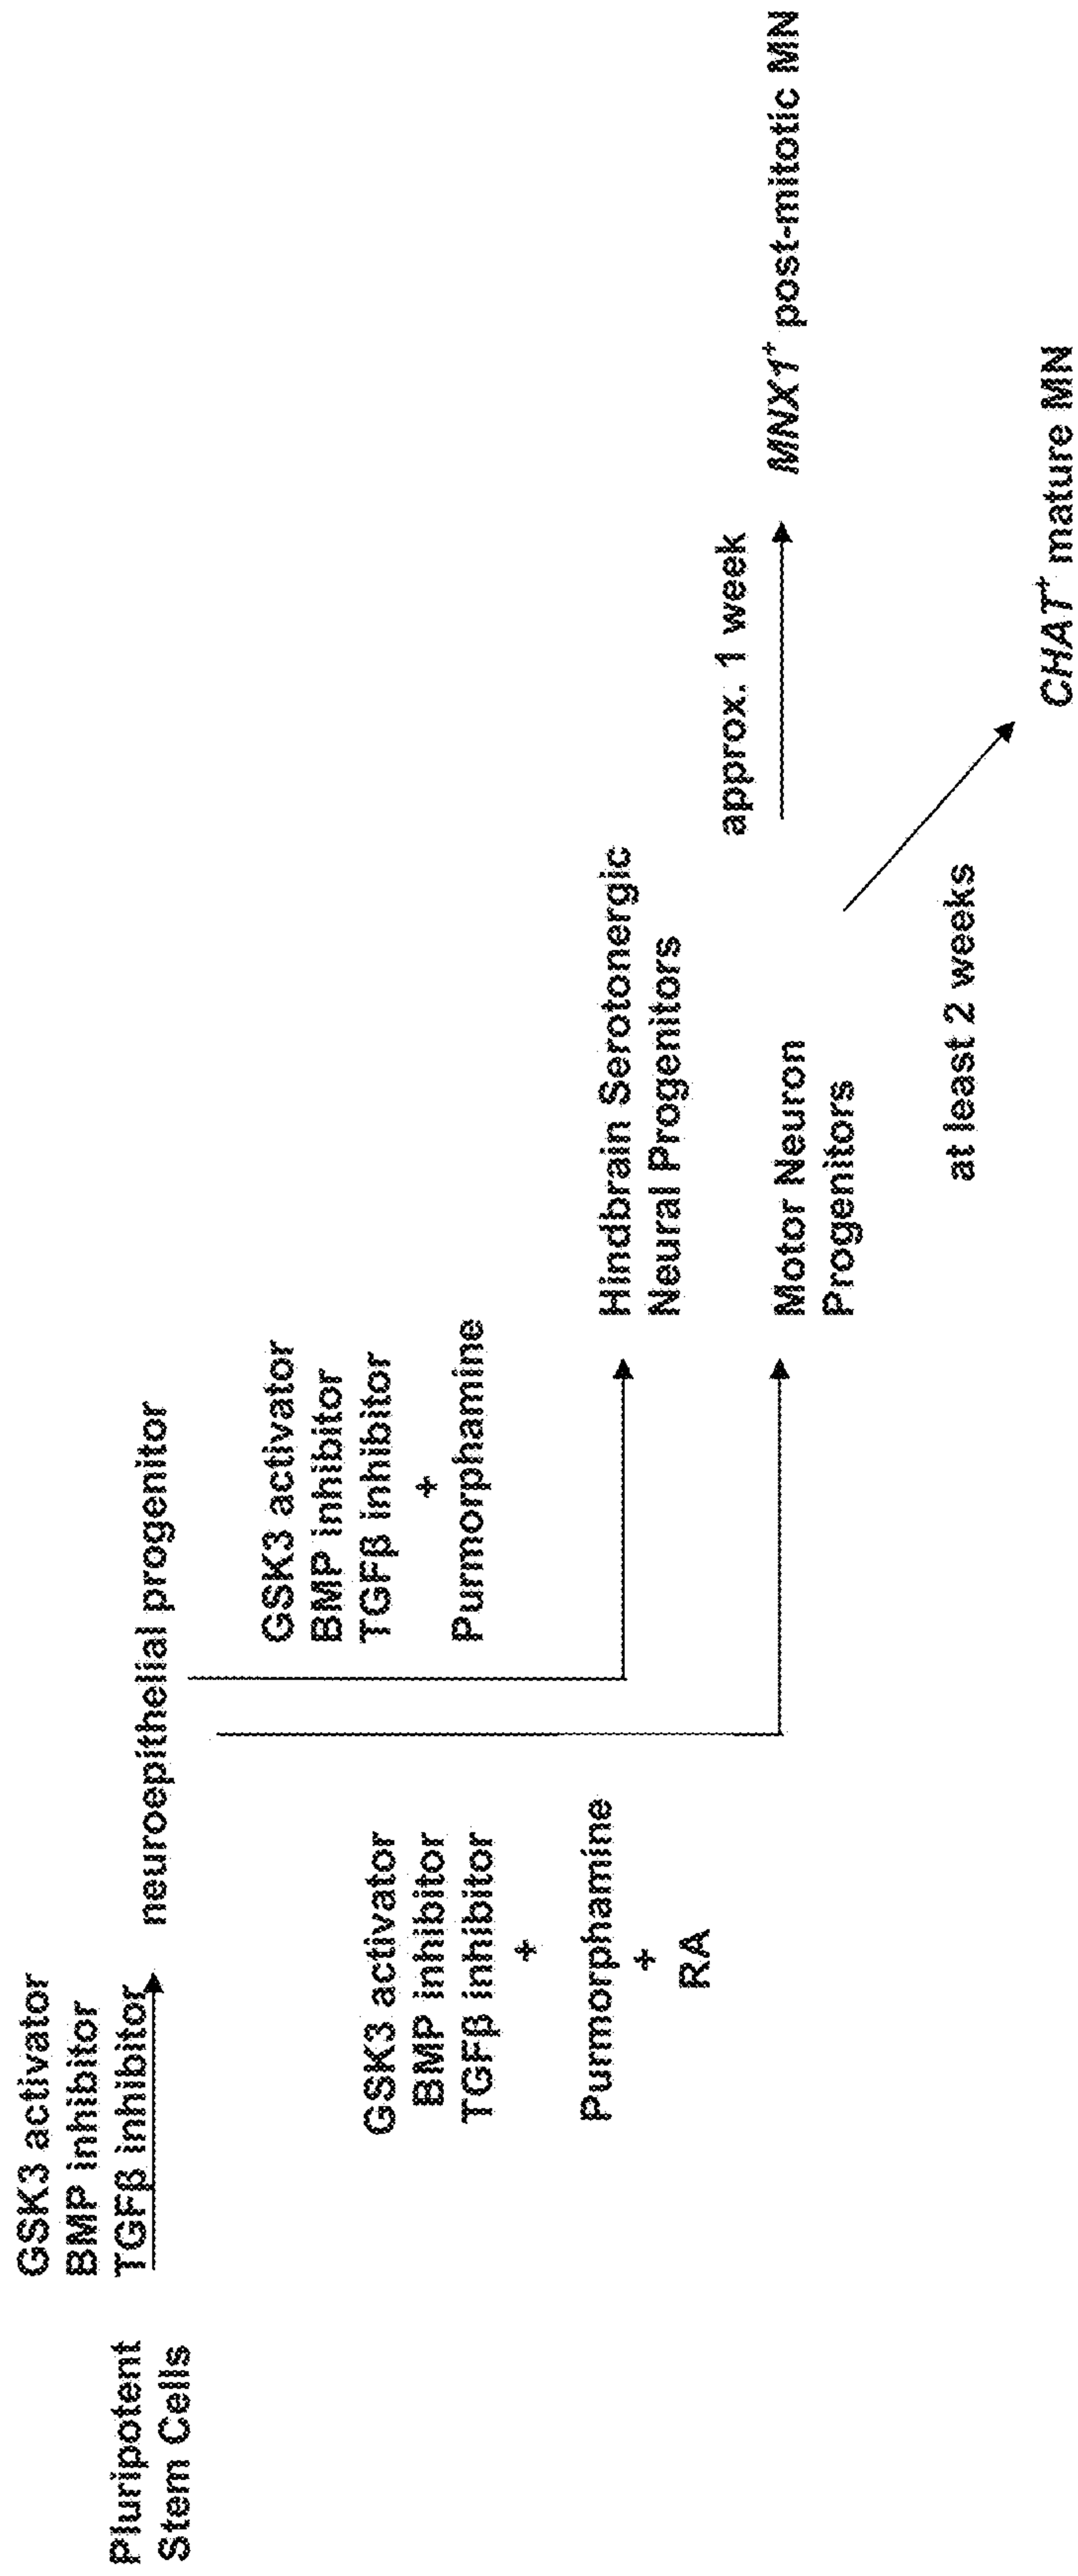 Pluripotent
Stem Cells
GSK3 activator
BMP inhibitor
TGFβ inhibitor
neuroepithelial progenitor
GSK3 activator
BMP inhibitor
TGFβ inhibitor
+
Purmorphamine
+
RA
GSK3 activator
BMP inhibitor
TGFβ inhibitor
+
Purmorphamine
Hindbrain Serotonergic
Neural Progenitors
Motor Neuron
Progenitors
approx. 1 week
MNX1⁺ post-mitotic MN
at least 2 weeks
CHAT⁺ mature MN